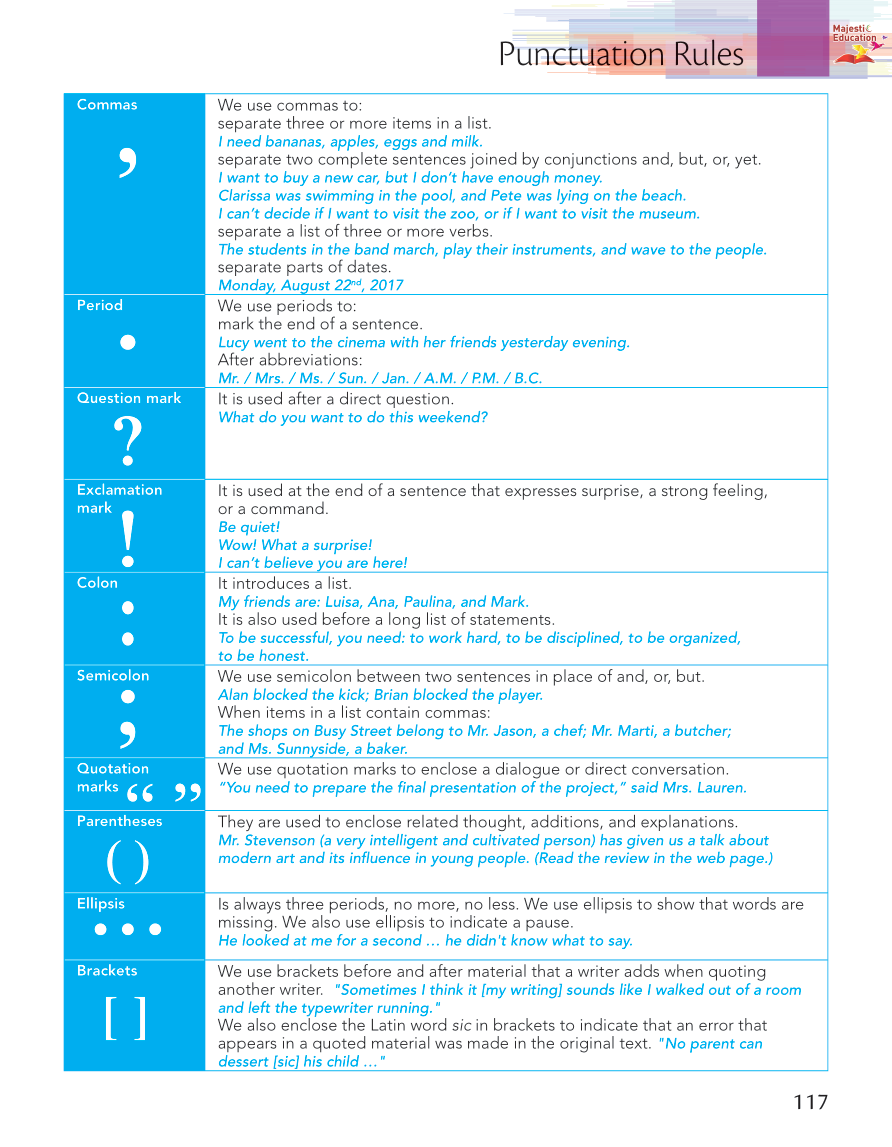 Punctuation Rules
Majesti
Education
Commas
,
We use commas to:
separate three or more items in a list.
I need bananas, apples, eggs and milk.
separate two complete sentences joined by conjunctions and, but, or, yet.
I want to buy a new car, but I don’t have enough money.
Clarissa was swimming in the pool, and Pete was lying on the beach.
I can’t decide if I want to visit the zoo, or if I want to visit the museum.
separate a list of three or more verbs.
The students in the band march, play their instruments, and wave to the people.
separate parts of dates.
Monday, August 22nd, 2017
Period
.
We use periods to:
mark the end of a sentence.
Lucy went to the cinema with her friends yesterday evening.
After abbreviations:
Mr. / Mrs. / Ms. / Sun. / Jan. / A.M. / P.M. / B.C.
Question mark
?
It is used after a direct question.
What do you want to do this weekend?
Exclamation
mark
!
It is used at the end of a sentence that expresses surprise, a strong feeling,
or a command.
Be quiet!
Wow! What a surprise!
I can’t believe you are here!
Colon
:
It introduces a list.
My friends are: Luisa, Ana, Paulina, and Mark.
It is also used before a long list of statements.
To be successful, you need: to work hard, to be disciplined, to be organized,
to be honest.
Semicolon
;
We use semicolon between two sentences in place of and, or, but.
Alan blocked the kick; Brian blocked the player.
When items in a list contain commas:
The shops on Busy Street belong to Mr. Jason, a chef; Mr. Marti, a butcher;
and Ms. Sunnyside, a baker.
Quotation
marks “ ”
We use quotation marks to enclose a dialogue or direct conversation.
“You need to prepare the final presentation of the project,” said Mrs. Lauren.
Parentheses
( )
They are used to enclose related thought, additions, and explanations.
Mr. Stevenson (a very intelligent and cultivated person) has given us a talk about
modern art and its influence in young people. (Read the review in the web page.)
Ellipsis
...
Is always three periods, no more, no less. We use ellipsis to show that words are
missing. We also use ellipsis to indicate a pause.
He looked at me for a second … he didn't know what to say.
Brackets
[ ]
We use brackets before and after material that a writer adds when quoting
another writer. "Sometimes I think it [my writing] sounds like I walked out of a room
and left the typewriter running."
We also enclose the Latin word sic in brackets to indicate that an error that
appears in a quoted material was made in the original text. "No parent can
dessert [sic] his child …"
117